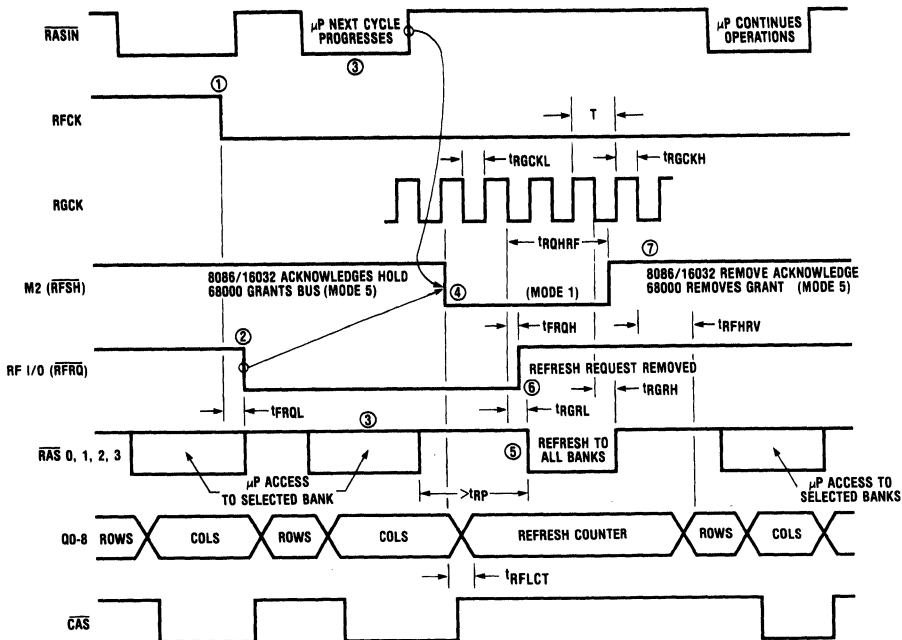 RASIN
µP NEXT CYCLE
PROGRESSES
③
µP CONTINUES
OPERATIONS
①
RFCK
T
tRGCKL
tRGCKH
RGCK
tRQHRF
⑦
M2 (RFSH)
8086/16032 ACKNOWLEDGES HOLD
68000 GRANTS BUS (MODE 5)
④
(MODE 1)
8086/16032 REMOVE ACKNOWLEDGE
68000 REMOVES GRANT (MODE 5)
②
tFRQH
tRFHRV
RF I/O (RFRQ)
REFRESH REQUEST REMOVED
⑥
tFRQL
③
tRGRL
tRGRH
RAS 0, 1, 2, 3
⑤
REFRESH TO
ALL BANKS
µP ACCESS
TO SELECTED BANK
>tRP
µP ACCESS TO
SELECTED BANKS
Q0-8
ROWS
COLS
ROWS
COLS
REFRESH COUNTER
ROWS
COLS
tRFLCT
CAS